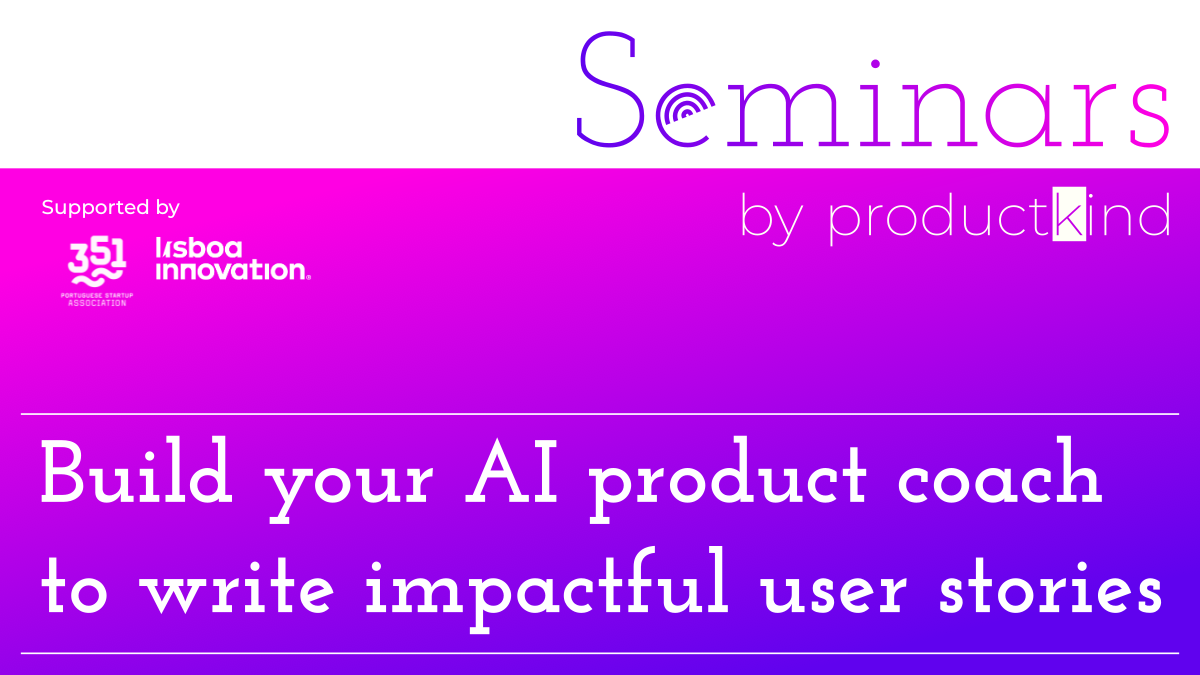 Seminars
by productkind
Supported by
351
PORTUGUESE STARTUP
ASSOCIATION
lisboa
innovation®
Build your AI product coach
to write impactful user stories